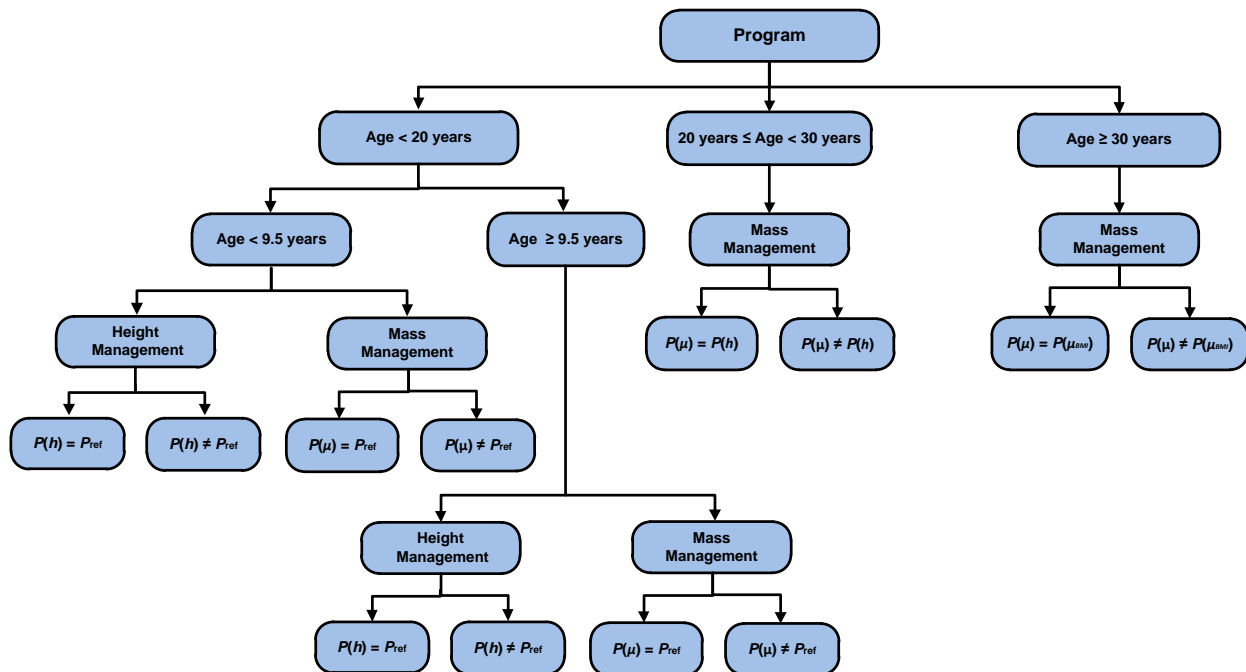 Program
Age < 20 years
20 years ≤ Age < 30 years
Age ≥ 30 years
Age < 9.5 years
Age ≥ 9.5 years
Mass
Management
Mass
Management
Height
Management
Mass
Management
P(μ) = P(h)
P(μ) ≠ P(h)
P(μ) = P(μBMI)
P(μ) ≠ P(μBMI)
P(h) = Pref
P(h) ≠ Pref
P(μ) = Pref
P(μ) ≠ Pref
Height
Management
Mass
Management
P(h) = Pref
P(h) ≠ Pref
P(μ) = Pref
P(μ) ≠ Pref